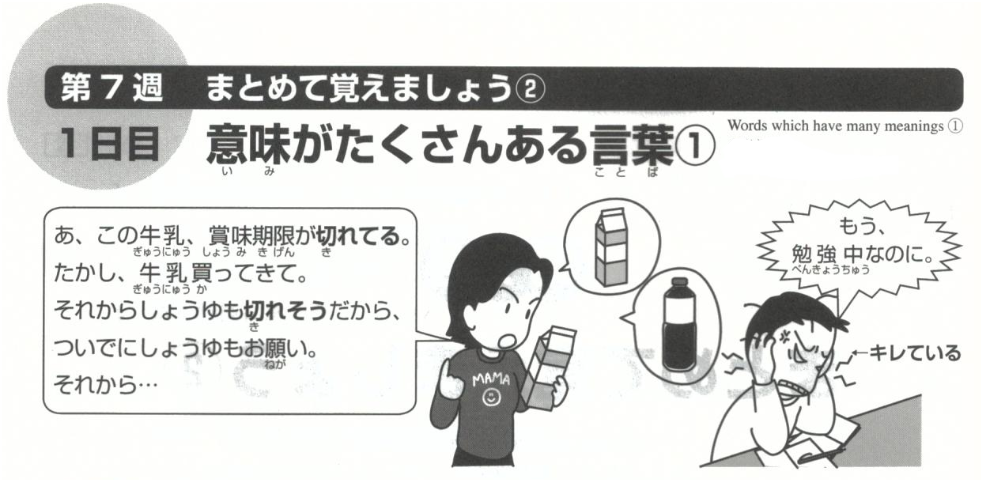 第7週 まとめて覚えましょう②
1日目 意味がたくさんある言葉①
い み
こ と ば
Words which have many meanings ①
あ、この牛乳、賞味期限が切れてる。
ぎゅうにゅう しょう み き げん き
たかし、牛乳買ってきて。
ぎゅうにゅう か
それからしょうゆも切れそうだから、
き
ついでにしょうゆもお願い。
ねが
それから…
MAMA
もう、
勉強中なのに。
べんきょうちゅう
←キレている